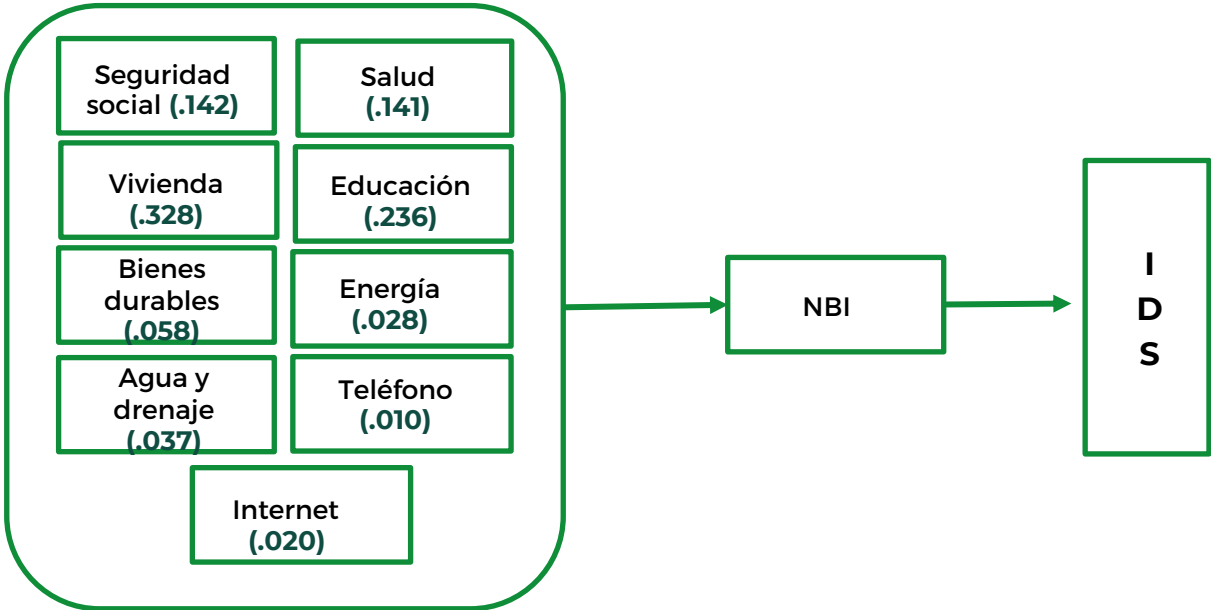 Seguridad
social (.142)
Salud
(.141)
Vivienda
(.328)
Educación
(.236)
Bienes
durables
(.058)
Energía
(.028)
Agua y
drenaje
(.037)
Teléfono
(.010)
Internet
(.020)
NBI
I
D
S